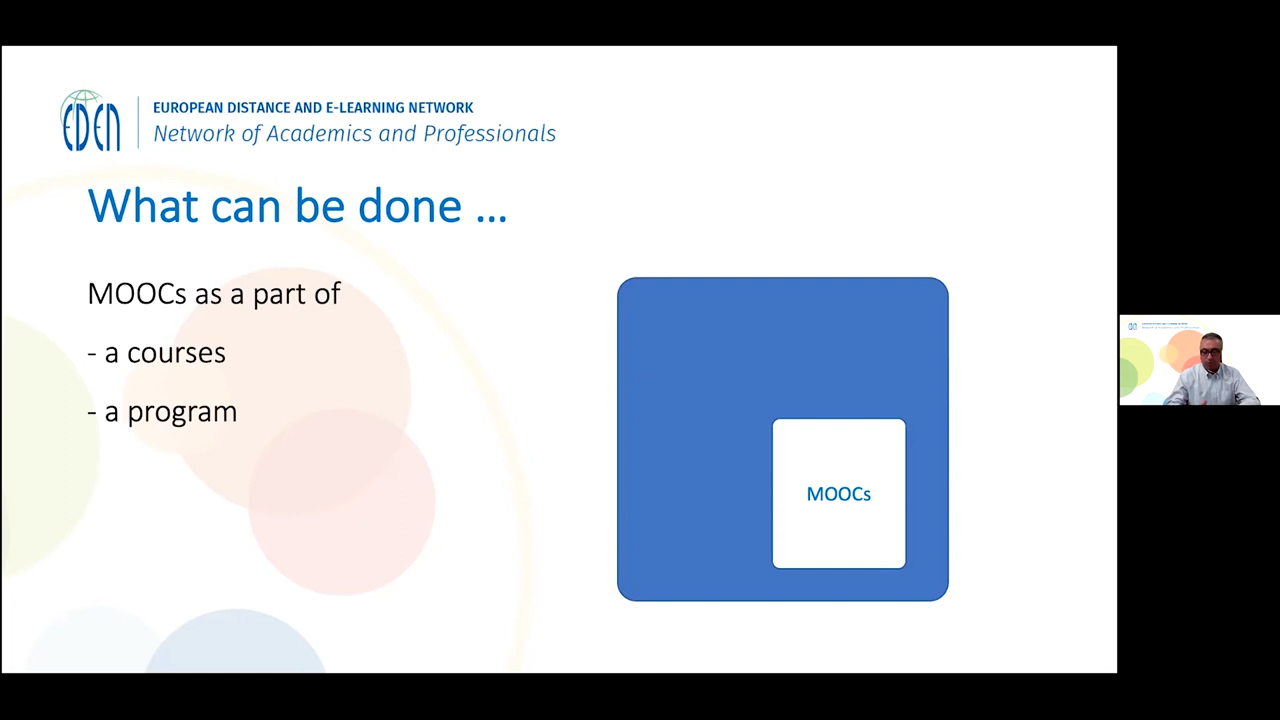 EDEN
EUROPEAN DISTANCE AND E-LEARNING NETWORK
Network of Academics and Professionals
What can be done ...
MOOCs as a part of
- a courses
- a program
MOOCs